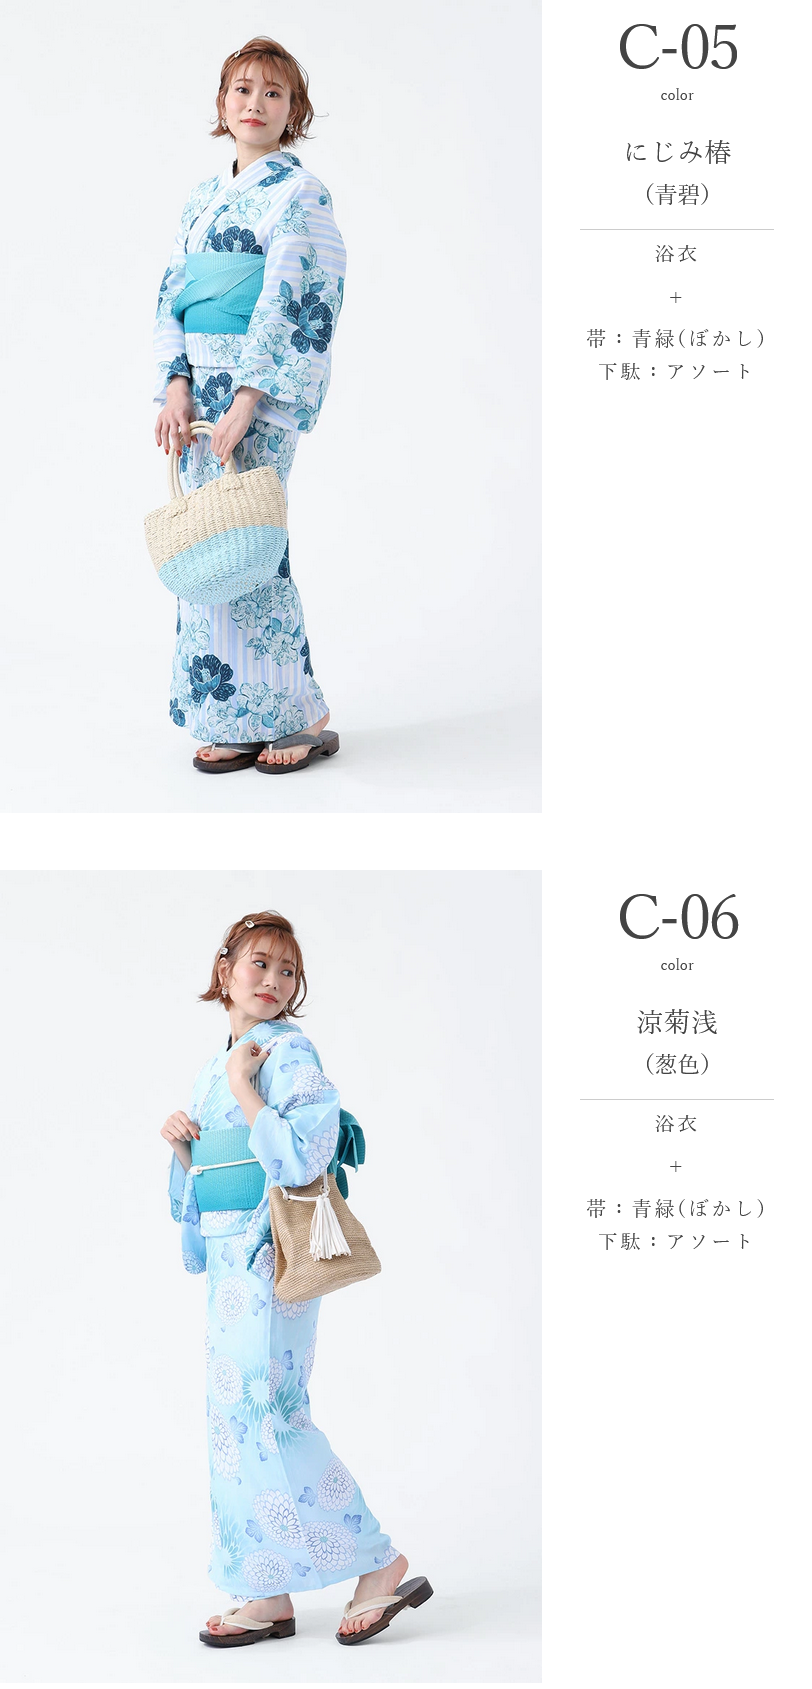 C-05
color
にじみ椿
（青碧）
浴衣
+
帯：青緑(ぼかし)
下駄：アソート
C-06
color
涼菊浅
（葱色）
浴衣
+
帯：青緑(ぼかし)
下駄：アソート